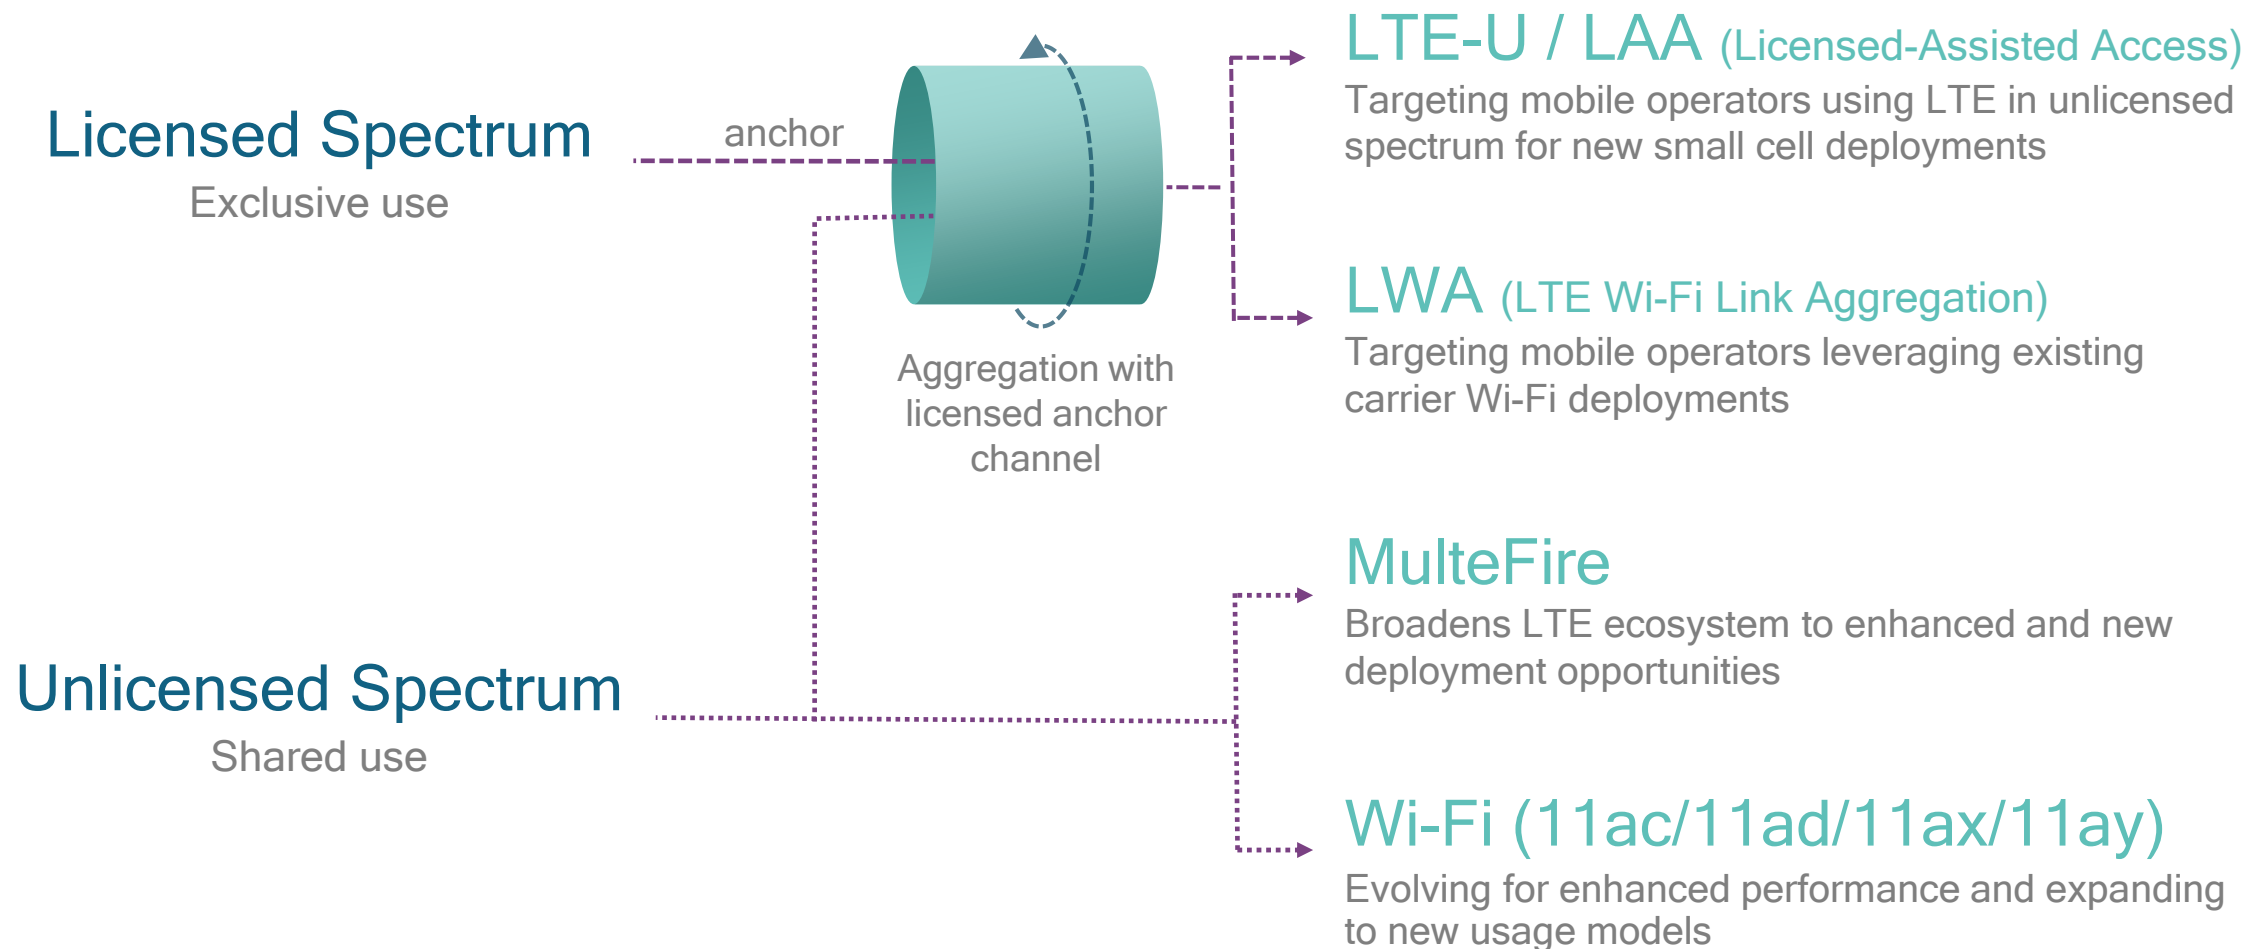 Licensed Spectrum
Exclusive use
anchor
Aggregation with
licensed anchor
channel
Unlicensed Spectrum
Shared use
LTE-U / LAA (Licensed-Assisted Access)
Targeting mobile operators using LTE in unlicensed
spectrum for new small cell deployments
LWA (LTE Wi-Fi Link Aggregation)
Targeting mobile operators leveraging existing
carrier Wi-Fi deployments
MulteFire
Broadens LTE ecosystem to enhanced and new
deployment opportunities
Wi-Fi (11ac/11ad/11ax/11ay)
Evolving for enhanced performance and expanding
to new usage models